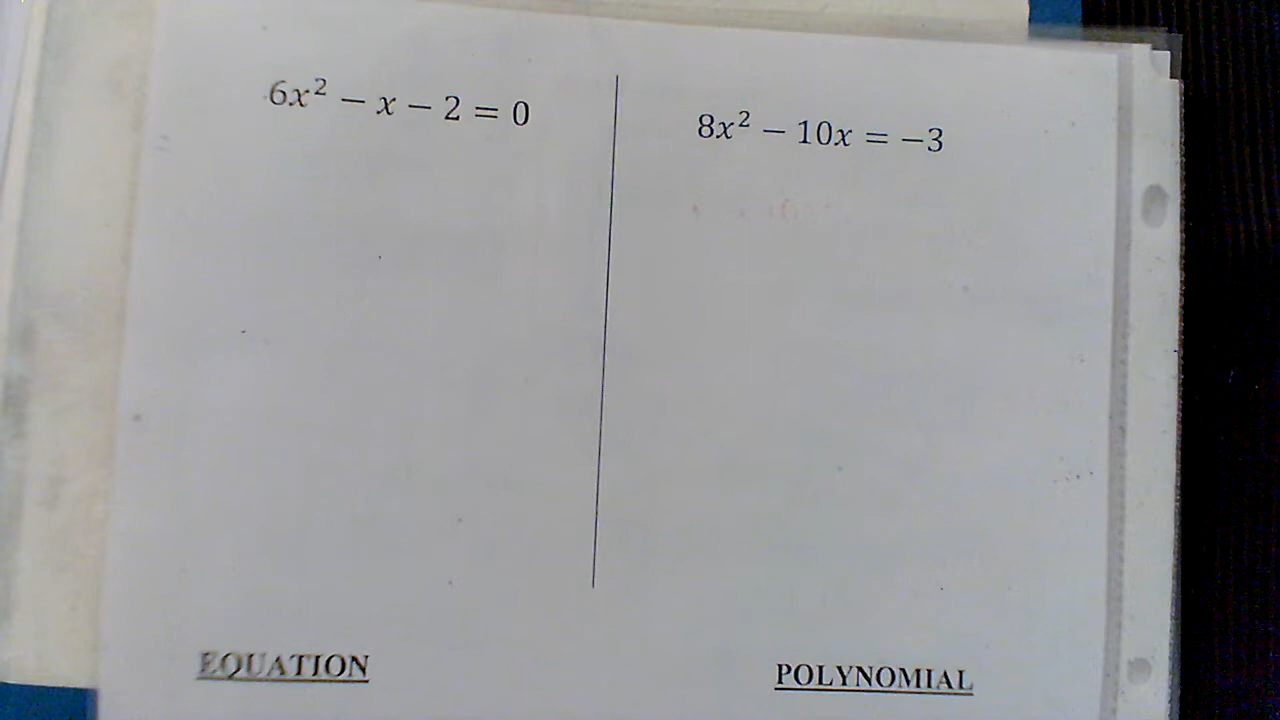 6x² − x − 2 = 0
8x² − 10x = −3
EQUATION
POLYNOMIAL